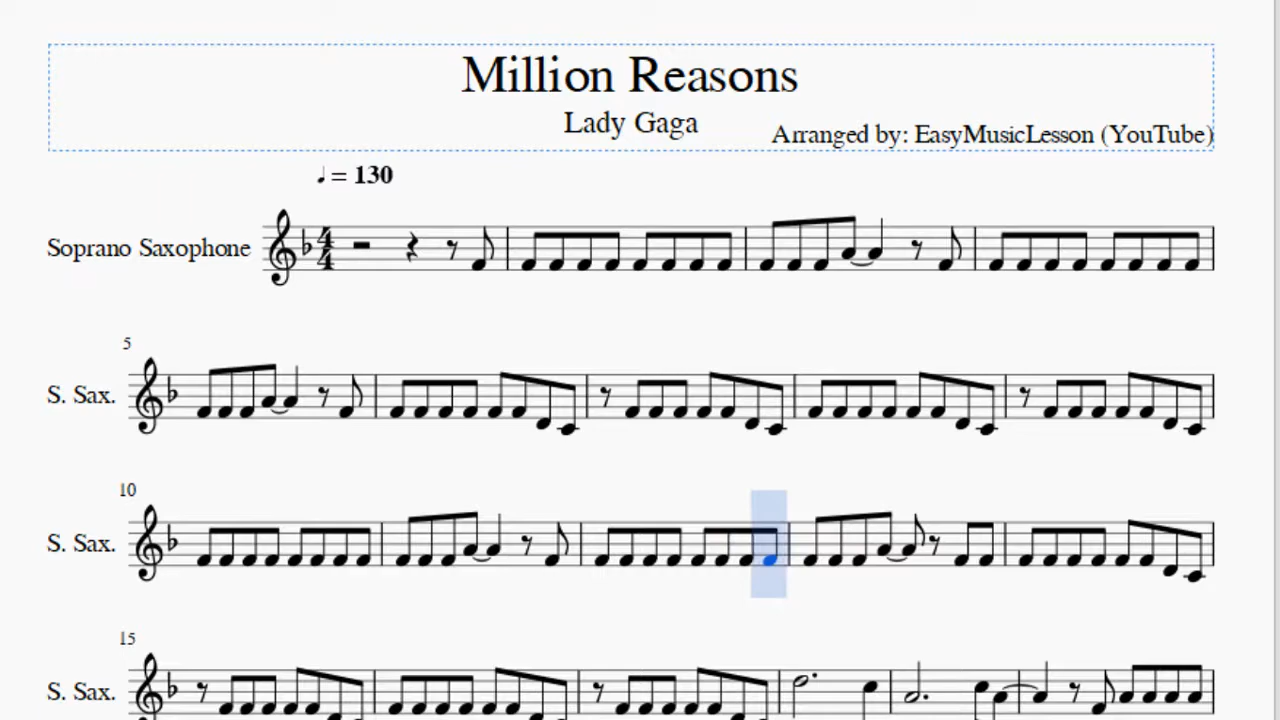 Million Reasons
Lady Gaga
Arranged by: EasyMusicLesson (YouTube)
♩ = 130
Soprano Saxophone
5
S. Sax.
10
S. Sax.
15
S. Sax.